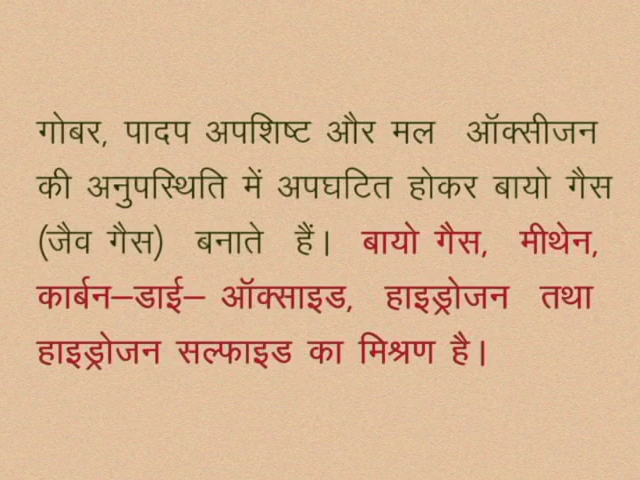 गोबर, पादप अपशिष्ट और मल ऑक्सीजन
की अनुपस्थिति में अपघटित होकर बायो गैस
(जैव गैस) बनाते हैं। बायो गैस, मीथेन,
कार्बन–डाई– ऑक्साइड, हाइड्रोजन तथा
हाइड्रोजन सल्फाइड का मिश्रण है।